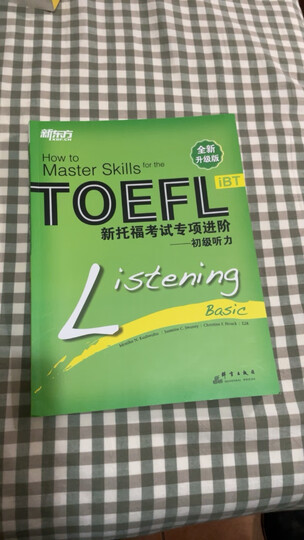 新东方
How to
Master Skills for the
全新
升级版
TOEFL
iBT
新托福考试专项进阶
——初级听力
Listening
Basic
群言出版社